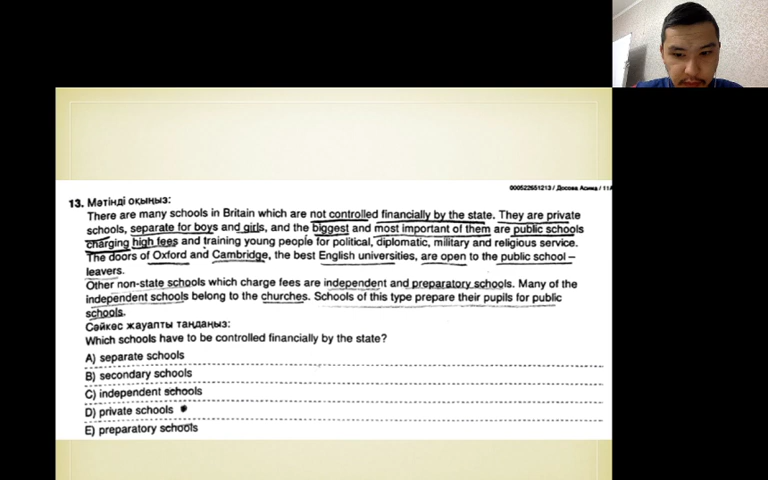 000522651213 / Досова Асима / 11А
13. Мәтінді оқыңыз:
There are many schools in Britain which are not controlled financially by the state. They are private
schools, separate for boys and girls, and the biggest and most important of them are public schools
charging high fees and training young people for political, diplomatic, military and religious service.
The doors of Oxford and Cambridge, the best English universities, are open to the public school –
leavers.
Other non-state schools which charge fees are independent and preparatory schools. Many of the
independent schools belong to the churches. Schools of this type prepare their pupils for public
schools.
Сәйкес жауапты таңдаңыз:
Which schools have to be controlled financially by the state?
A) separate schools
B) secondary schools
C) independent schools
D) private schools
E) preparatory schools